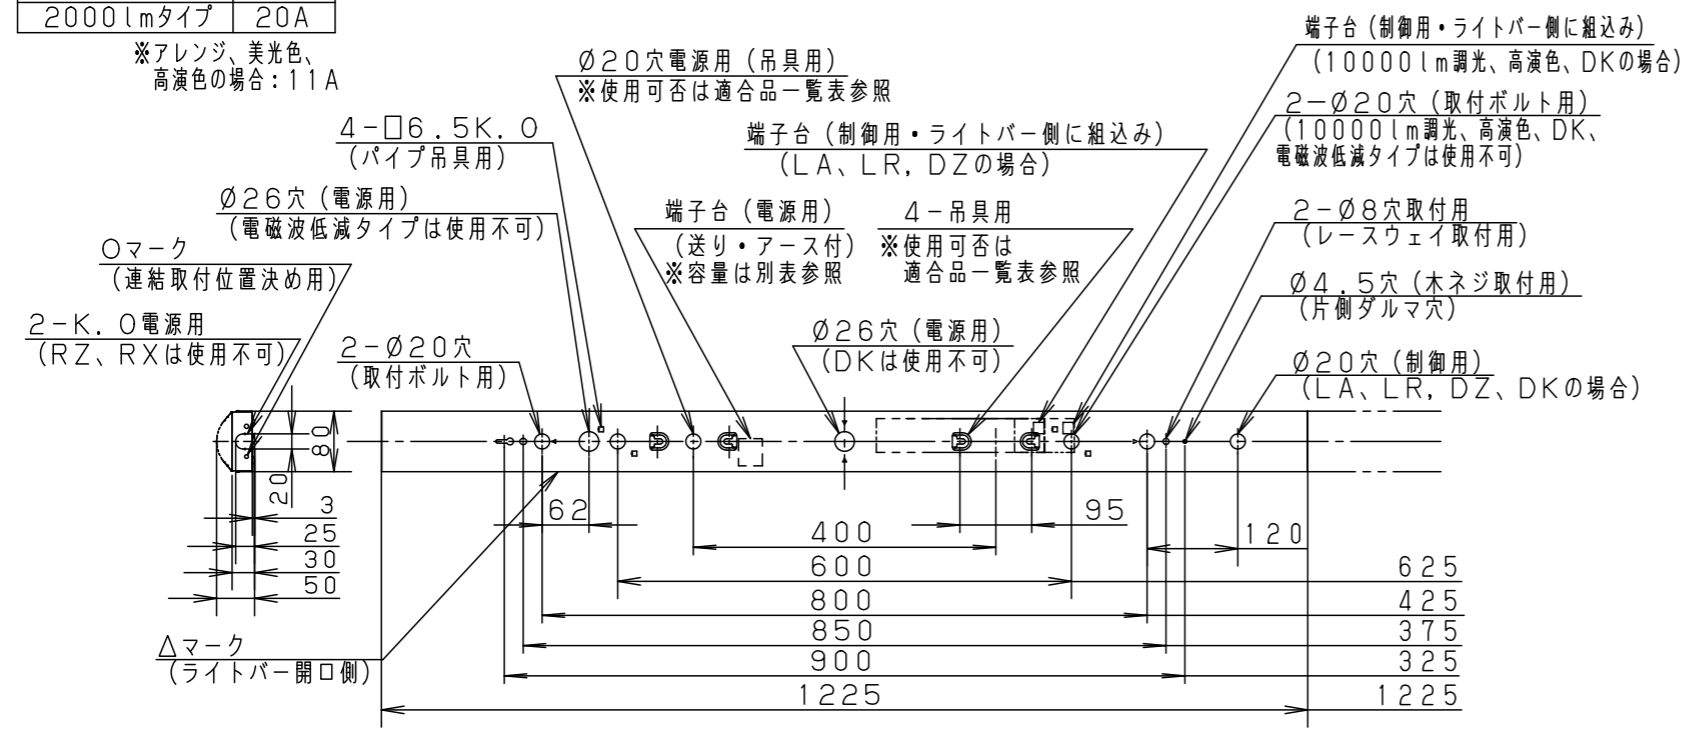 2000lmタイプ 20A
※アレンジ、美光色、
高演色の場合:11A
Ø20穴電源用(吊具用)
※使用可否は適合品一覧表参照
端子台(制御用・ライトバー側に組込み)
(10000lm調光、高演色、DKの場合)
4-□6.5K.O
(パイプ吊具用)
端子台(制御用・ライトバー側に組込み)
(LA、LR,DZの場合)
2-Ø20穴(取付ボルト用)
(10000lm調光、高演色、DK、
電磁波低減タイプは使用不可)
Ø26穴(電源用)
(電磁波低減タイプは使用不可)
端子台(電源用)
(送り・アース付)
※容量は別表参照
4-吊具用
※使用可否は
適合品一覧表参照
2-Ø8穴取付用
(レースウェイ取付用)
Oマーク
(連結取付位置決め用)
Ø4.5穴(木ネジ取付用)
(片側ダルマ穴)
2-K.O電源用
(RZ、RXは使用不可)
2-Ø20穴
(取付ボルト用)
Ø26穴(電源用)
(DKは使用不可)
Ø20穴(制御用)
(LA、LR,DZ、DKの場合)
80
20
3
25
30
50
62
95
400
120
600
625
800
425
850
375
900
325
1225
1225
△マーク
(ライトバー開口側)